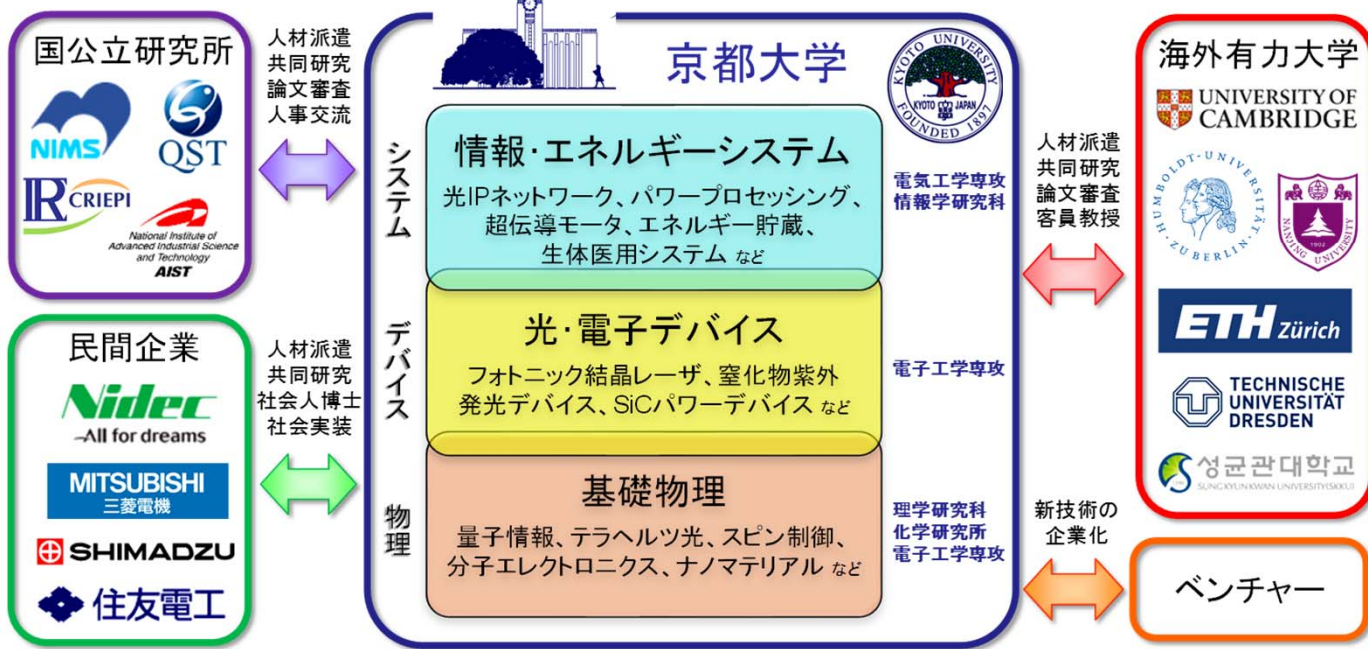 国公立研究所
NIMS
QST
CRIEPI
National Institute of
Advanced Industrial Science
and Technology
AIST
人材派遣
共同研究
論文審査
人事交流
民間企業
Nidec
-All for dreams
MITSUBISHI
三菱電機
SHIMADZU
住友電工
人材派遣
共同研究
社会人博士
社会実装
京都大学
KYOTO UNIVERSITY
KYOTO JAPAN
FOUNDED 1897
システム
情報・エネルギーシステム
光IPネットワーク、パワープロセッシング、
超伝導モータ、エネルギー貯蔵、
生体医用システム など
電気工学専攻
情報学研究科
デバイス
光・電子デバイス
フォトニック結晶レーザ、窒化物紫外
発光デバイス、SiCパワーデバイス など
電子工学専攻
物理
基礎物理
量子情報、テラヘルツ光、スピン制御、
分子エレクトロニクス、ナノマテリアル など
理学研究科
化学研究所
電子工学専攻
人材派遣
共同研究
論文審査
客員教授
海外有力大学
UNIVERSITY OF
CAMBRIDGE
HUMBOLDT-UNIVERSITÄT
ZU BERLIN
1902
NANJING UNIVERSITY
ETH Zürich
TECHNISCHE
UNIVERSITÄT
DRESDEN
성균관대학교
SUNG KYUN KWAN UNIVERSITY(SKKU)
新技術の
企業化
ベンチャー